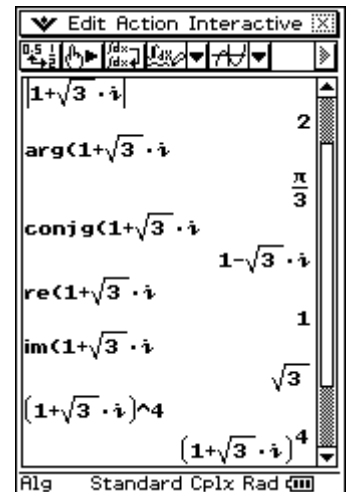 Edit Action Interactive
|1+√3·i|
2
arg(1+√3·i
π/3
conjg(1+√3·i
1-√3·i
re(1+√3·i
1
im(1+√3·i
√3
(1+√3·i)^4
(1+√3·i)⁴
Alg Standard Cplx Rad